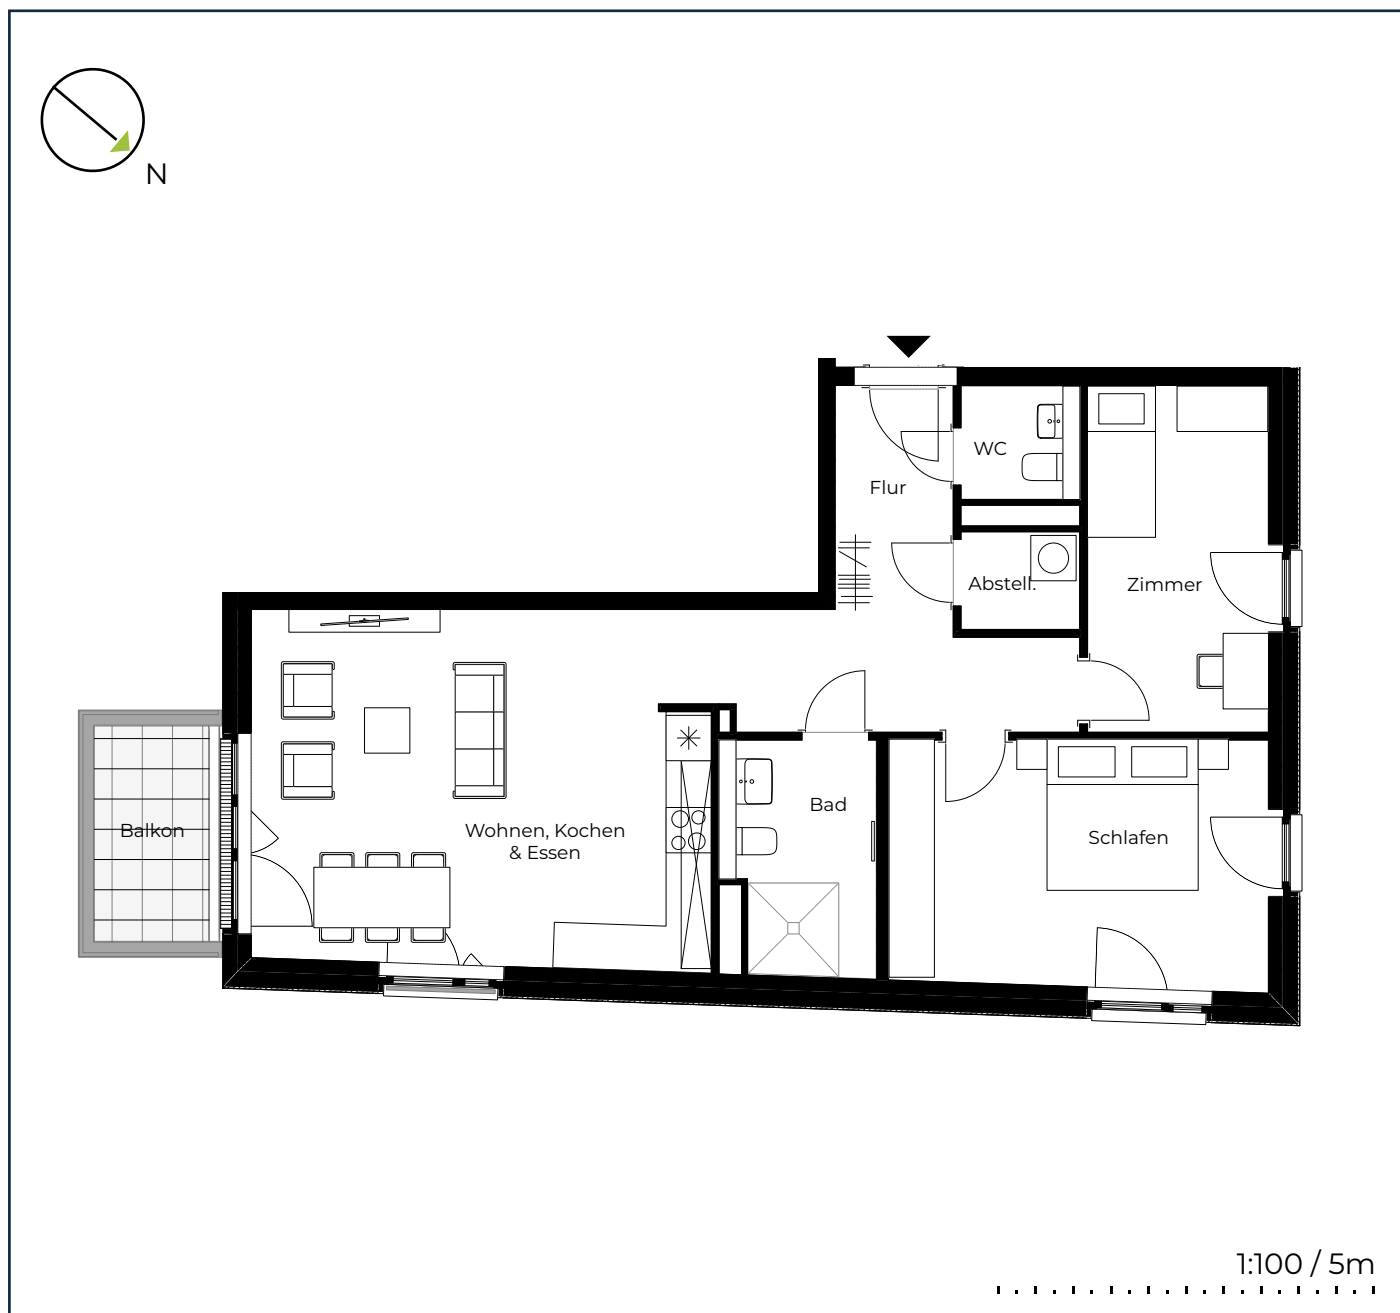 N
WC
Flur
Abstell.
Zimmer
Balkon
Wohnen, Kochen
& Essen
Bad
Schlafen
1:100 / 5m